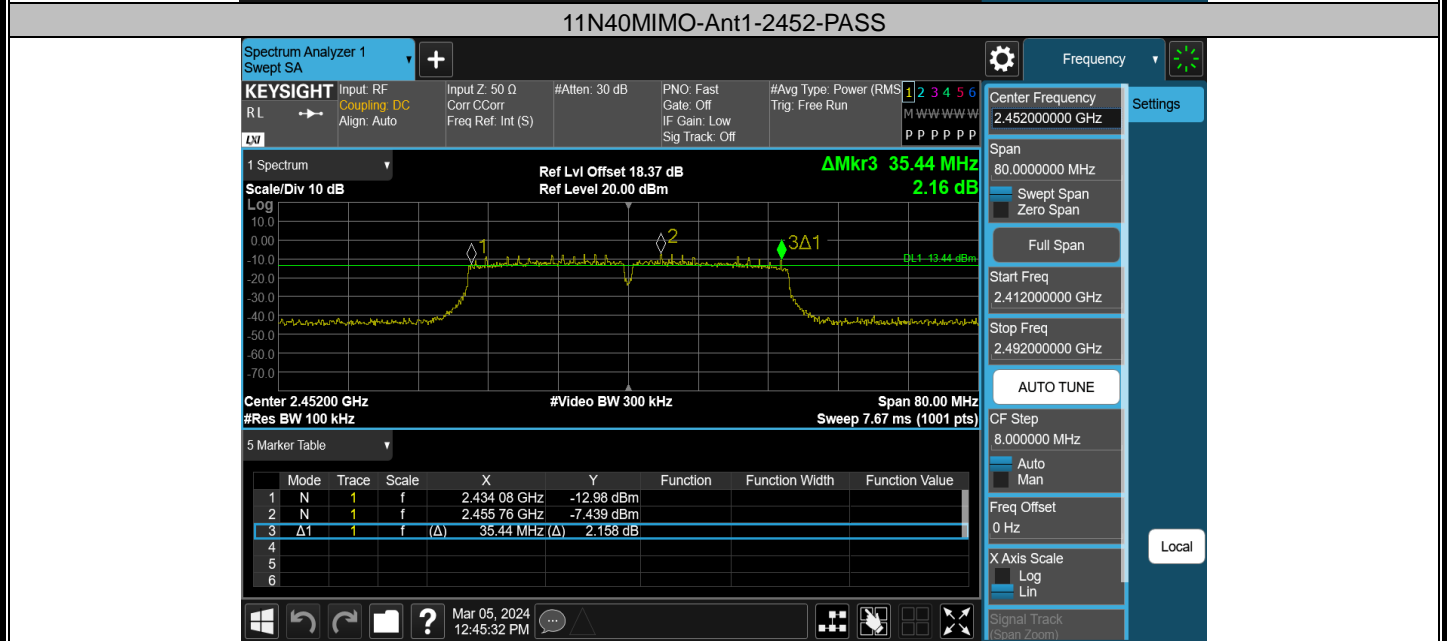 11N40MIMO-Ant1-2452-PASS
Spectrum Analyzer 1
Swept SA
+
Frequency
KEYSIGHT
RL
LXI
Input: RF
Coupling: DC
Align: Auto
Input Z: 50 Ω
Corr CCorr
Freq Ref: Int (S)
#Atten: 30 dB
PNO: Fast
Gate: Off
IF Gain: Low
Sig Track: Off
#Avg Type: Power (RMS
Trig: Free Run
1 2 3 4 5 6
M W W W W W
P P P P P P
1 Spectrum
Scale/Div 10 dB
Ref Lvl Offset 18.37 dB
Ref Level 20.00 dBm
ΔMkr3 35.44 MHz
2.16 dB
Log
10.0
0.00
-10.0
-20.0
-30.0
-40.0
-50.0
-60.0
-70.0
1
2
3Δ1
DL1 -13.44 dBm
Center 2.45200 GHz
#Res BW 100 kHz
#Video BW 300 kHz
Span 80.00 MHz
Sweep 7.67 ms (1001 pts)
5 Marker Table
Mode Trace Scale X Y Function Function Width Function Value
1 N 1 f 2.434 08 GHz -12.98 dBm
2 N 1 f 2.455 76 GHz -7.439 dBm
3 Δ1 1 f (Δ) 35.44 MHz (Δ) 2.158 dB
4
5
6
Mar 05, 2024
12:45:32 PM
?
Center Frequency
2.452000000 GHz
Settings
Span
80.0000000 MHz
Swept Span
Zero Span
Full Span
Start Freq
2.412000000 GHz
Stop Freq
2.492000000 GHz
AUTO TUNE
CF Step
8.000000 MHz
Auto
Man
Freq Offset
0 Hz
X Axis Scale
Log
Lin
Local
Signal Track
(Span Zoom)